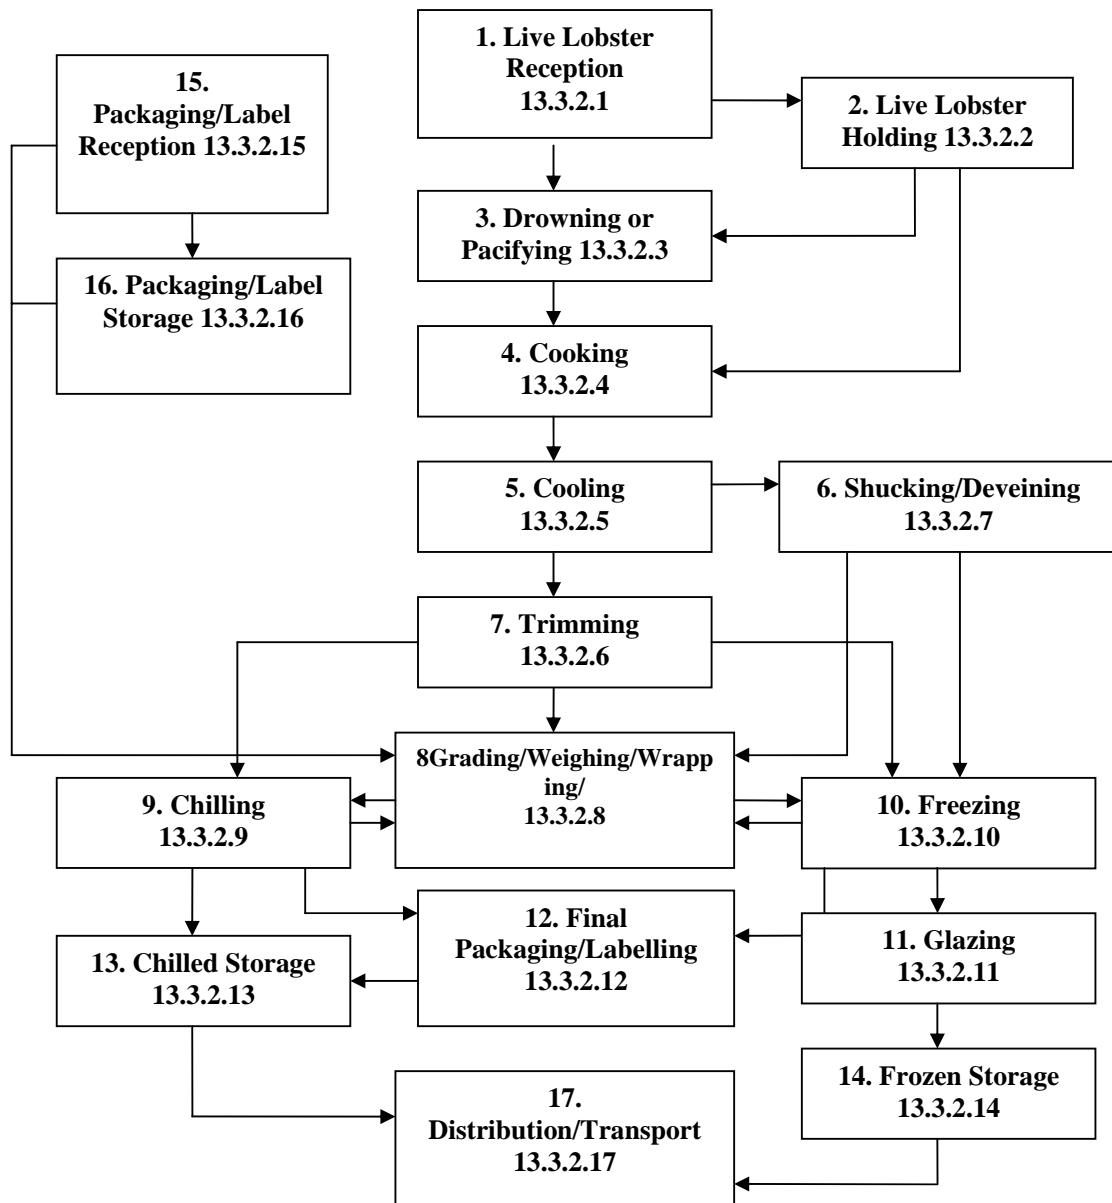 1. Live Lobster
Reception
13.3.2.1
15.
Packaging/Label
Reception 13.3.2.15
2. Live Lobster
Holding 13.3.2.2
3. Drowning or
Pacifying 13.3.2.3
16. Packaging/Label
Storage 13.3.2.16
4. Cooking
13.3.2.4
5. Cooling
13.3.2.5
6. Shucking/Deveining
13.3.2.7
7. Trimming
13.3.2.6
8Grading/Weighing/Wrapp
ing/
13.3.2.8
9. Chilling
13.3.2.9
10. Freezing
13.3.2.10
12. Final
Packaging/Labelling
13.3.2.12
11. Glazing
13.3.2.11
13. Chilled Storage
13.3.2.13
14. Frozen Storage
13.3.2.14
17.
Distribution/Transport
13.3.2.17